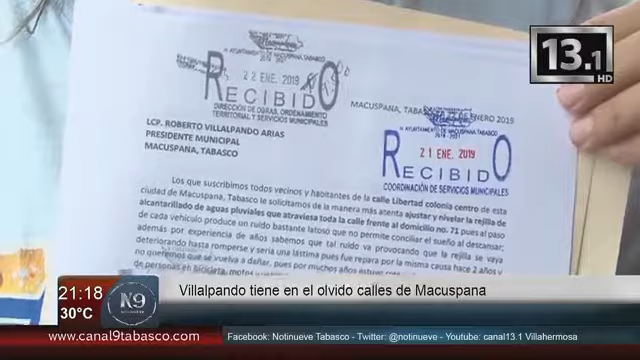 13.1
HD
H. AYUNTAMIENTO DE MACUSPANA, TABASCO
22 ENE. 2019
RECIBIDO
DIRECCIÓN DE OBRAS, ORDENAMIENTO
TERRITORIAL Y SERVICIOS MUNICIPALES
MACUSPANA, ENERO 2019
H. AYUNTAMIENTO DE MACUSPANA TABASCO
21 ENE. 2019
RECIBIDO
COORDINACIÓN DE SERVICIOS MUNICIPALES
LCP. ROBERTO VILLALPANDO ARIAS
PRESIDENTE MUNICIPAL
MACUSPANA, TABASCO
Los que suscribimos todos vecinos y habitantes de la calle Libertad colonia centro de esta
ciudad de Macuspana, Tabasco le solicitamos de la manera más atenta ajustar y nivelar la rejilla de
alcantarillado de aguas pluviales que atraviesa toda la calle frente al domicilio no. 71 pues al paso
de cada vehículo produce un ruido bastante latoso que no permite conciliar el sueño al descansar;
además por experiencia de años sabemos que tal ruido va provocando que la rejilla se vaya
deteriorando hasta romperse y sería una lástima pues fue repara por la misma causa hace 2 años y
no queremos que se vuelva a dañar, pues por muchos años
de personas en bicicleta,
21:18
30°C
N9
Villalpando tiene en el olvido calles de Macuspana
www.canal9tabasco.com
Facebook: Notinueve Tabasco - Twitter: @notinueve - Youtube: canal13.1 Villahermosa